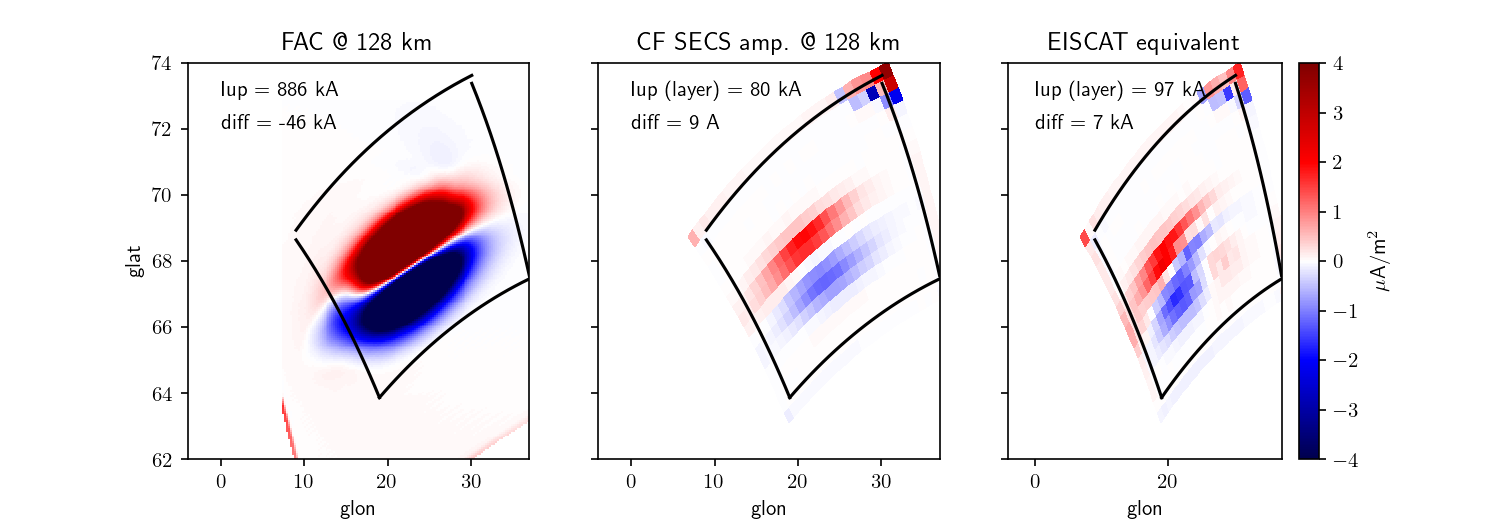 FAC @ 128 km
CF SECS amp. @ 128 km
EISCAT equivalent
Iup = 886 kA
diff = -46 kA
Iup (layer) = 80 kA
diff = 9 A
Iup (layer) = 97 kA
diff = 7 kA
74
72
70
68
66
64
62
glat
0
10
20
30
glon
0
10
20
30
glon
0
20
glon
4
3
2
1
0
−1
−2
−3
−4
μA/m²